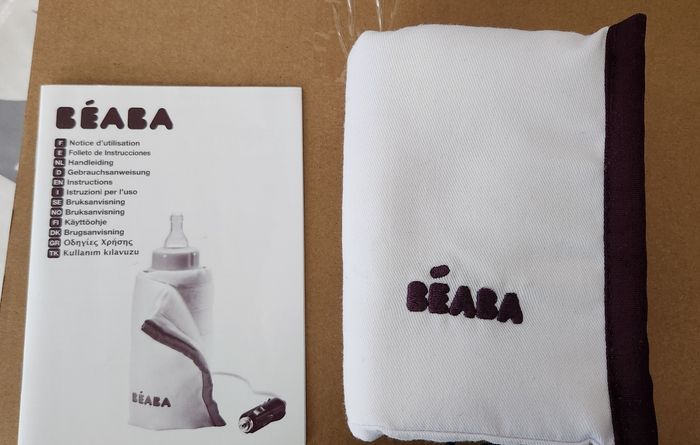 BÉABA
F Notice d'utilisation
E Folleto de Instrucciones
NL Handleiding
D Gebrauchsanweisung
EN Instructions
I Istruzioni per l'uso
SE Bruksanvisning
NO Bruksanvisning
FI Käyttöohje
DK Brugsanvisning
GR Οδηγίες Χρήσης
TK Kullanım kılavuzu
BÉABA
BÉABA